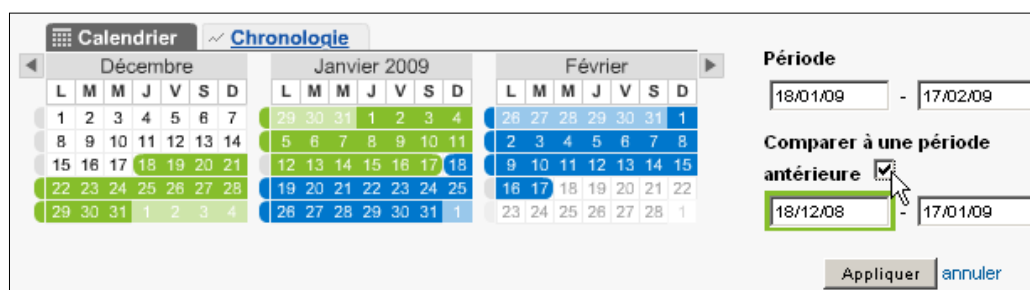 Calendrier Chronologie
Décembre Janvier 2009 Février
L M M J V S D L M M J V S D L M M J V S D
1 2 3 4 5 6 7 29 30 31 1 2 3 4 26 27 28 29 30 31 1
8 9 10 11 12 13 14 5 6 7 8 9 10 11 2 3 4 5 6 7 8
15 16 17 18 19 20 21 12 13 14 15 16 17 18 9 10 11 12 13 14 15
22 23 24 25 26 27 28 19 20 21 22 23 24 25 16 17 18 19 20 21 22
29 30 31 1 2 3 4 26 27 28 29 30 31 1 23 24 25 26 27 28 1
Période
18/01/09 - 17/02/09
Comparer à une période
antérieure
18/12/08 - 17/01/09
Appliquer annuler